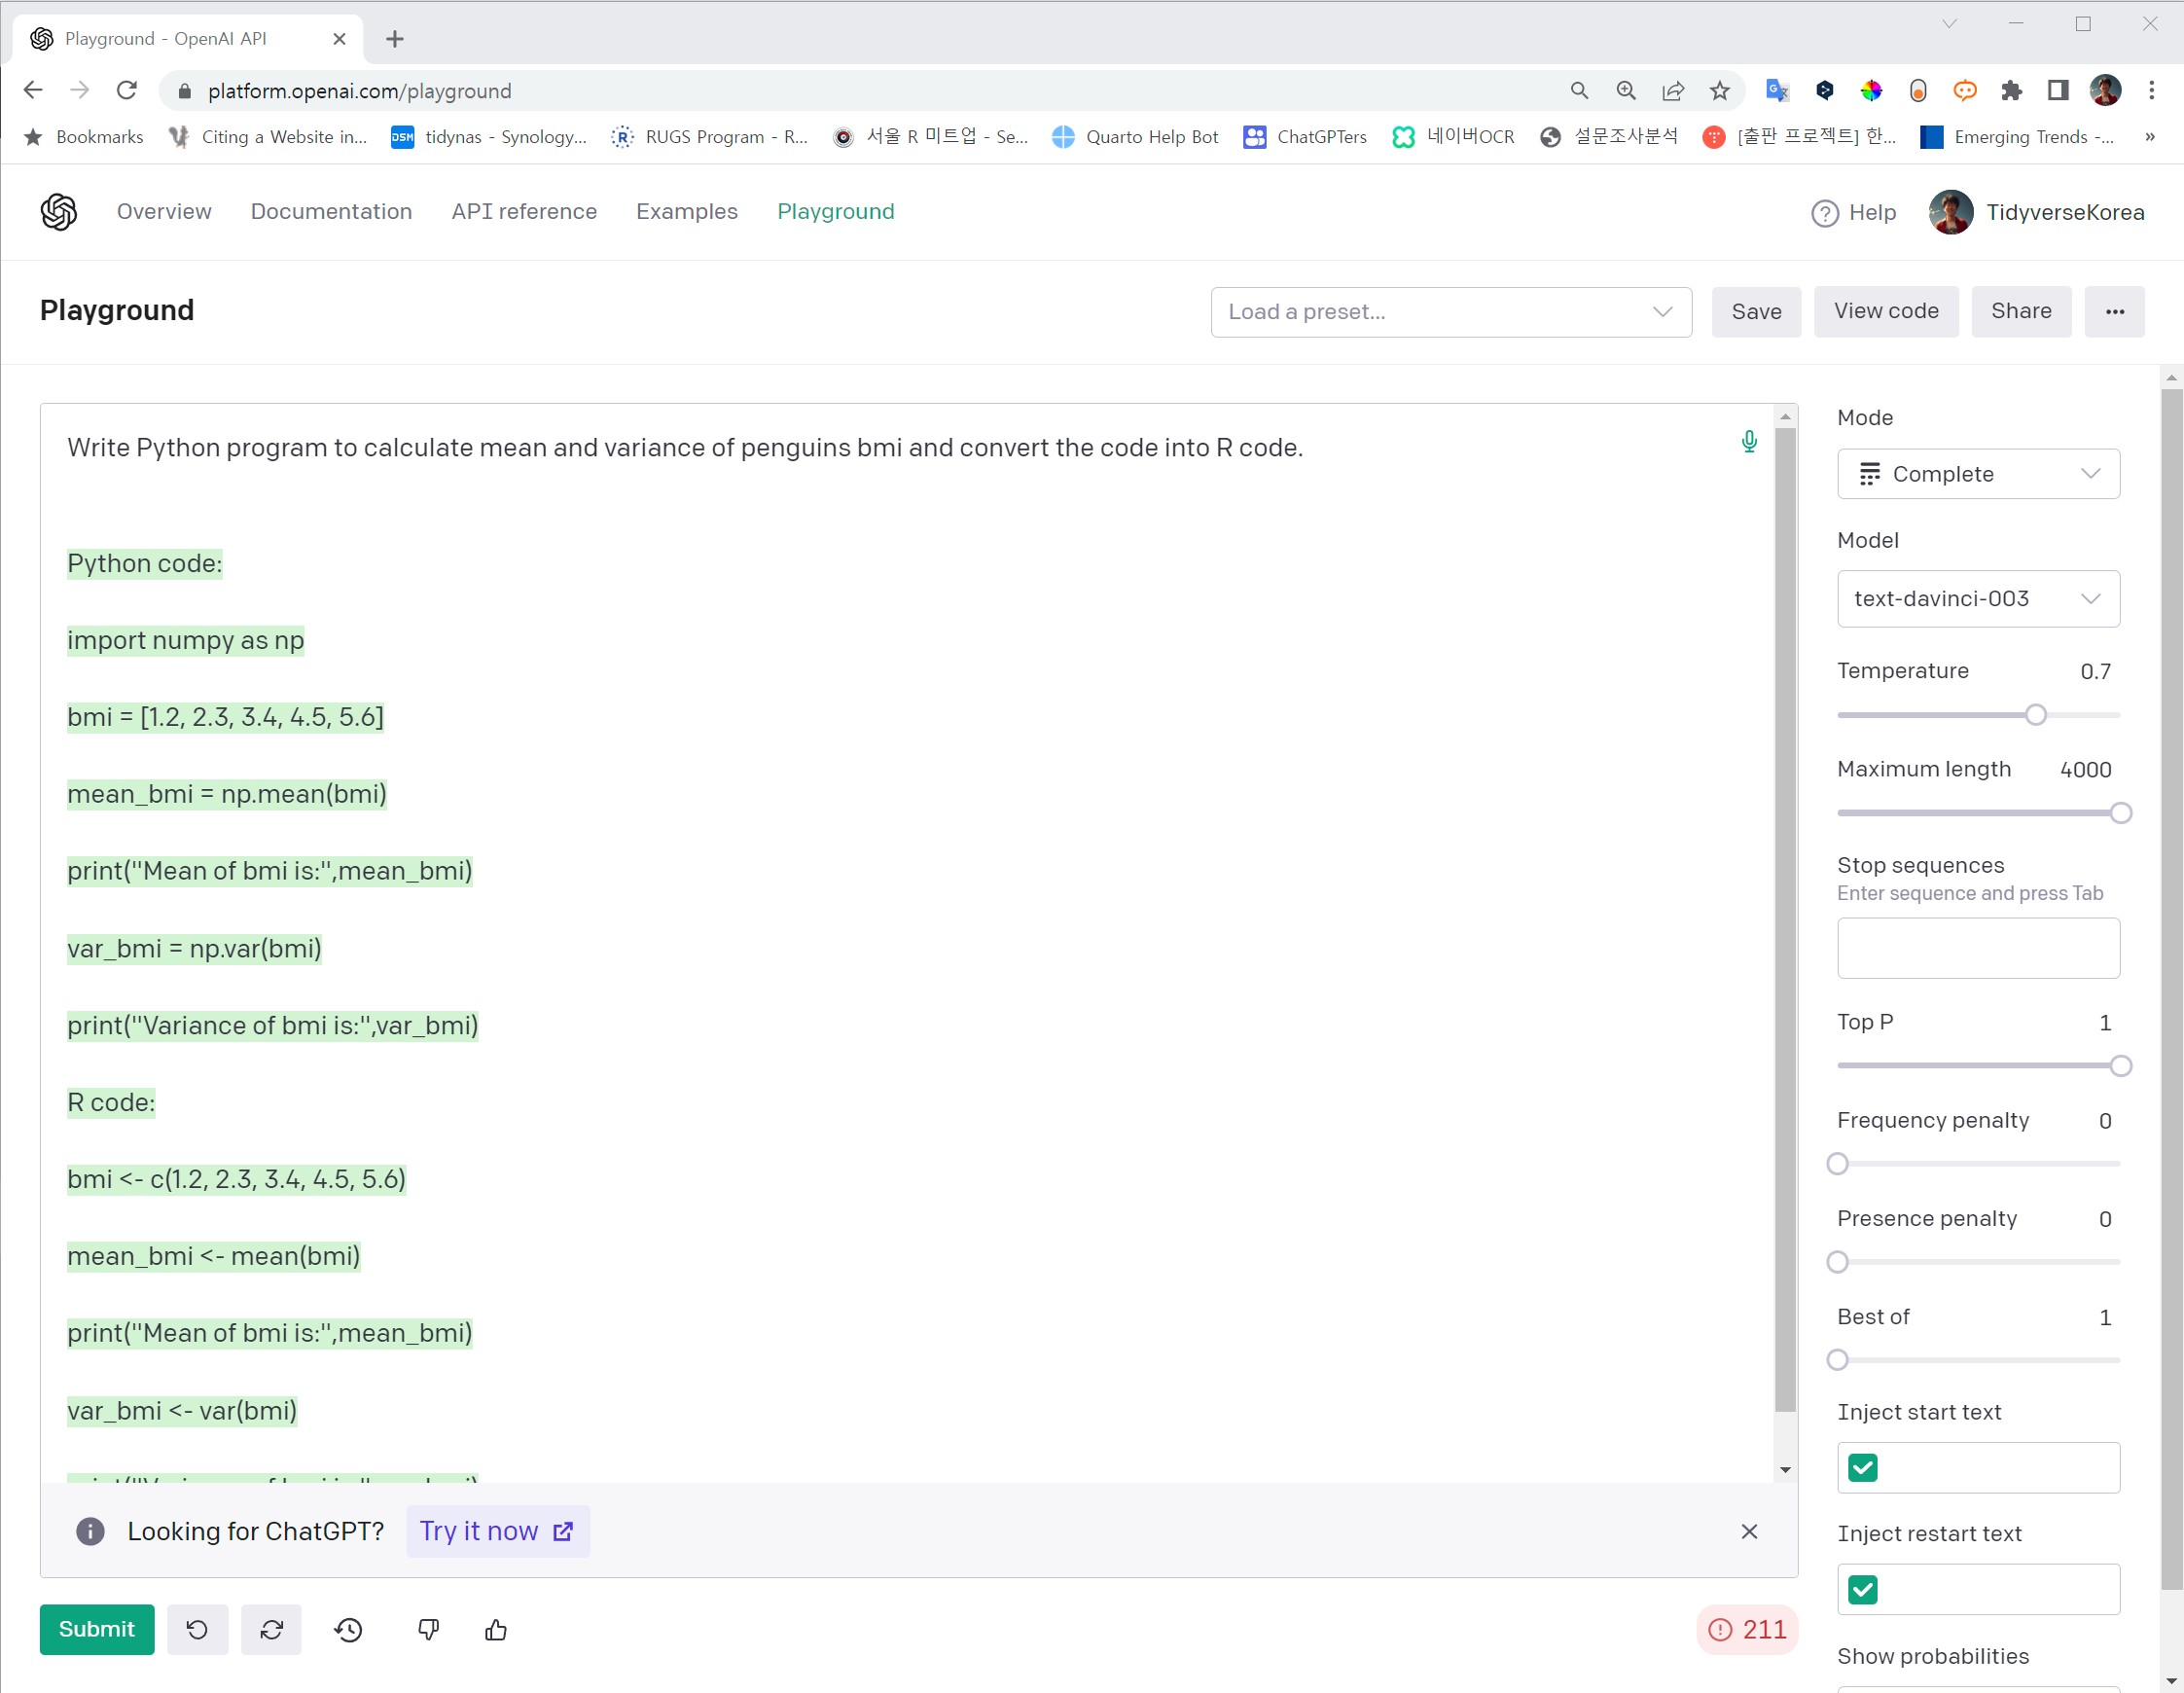 Playground - OpenAI API
platform.openai.com/playground
Bookmarks
Citing a Website in...
DSM
tidynas - Synology...
RUGS Program - R...
서울 R 미트업 - Se...
Quarto Help Bot
ChatGPTers
네이버OCR
설문조사분석
[출판 프로젝트] 한...
Emerging Trends -...
»
Overview
Documentation
API reference
Examples
Playground
Help
TidyverseKorea
Playground
Load a preset...
Save
View code
Share
...
Write Python program to calculate mean and variance of penguins bmi and convert the code into R code.
Python code:
import numpy as np
bmi = [1.2, 2.3, 3.4, 4.5, 5.6]
mean_bmi = np.mean(bmi)
print("Mean of bmi is:",mean_bmi)
var_bmi = np.var(bmi)
print("Variance of bmi is:",var_bmi)
R code:
bmi <- c(1.2, 2.3, 3.4, 4.5, 5.6)
mean_bmi <- mean(bmi)
print("Mean of bmi is:",mean_bmi)
var_bmi <- var(bmi)
Looking for ChatGPT?
Try it now
Submit
211
Mode
Complete
Model
text-davinci-003
Temperature 0.7
Maximum length 4000
Stop sequences
Enter sequence and press Tab
Top P 1
Frequency penalty 0
Presence penalty 0
Best of 1
Inject start text
Inject restart text
Show probabilities